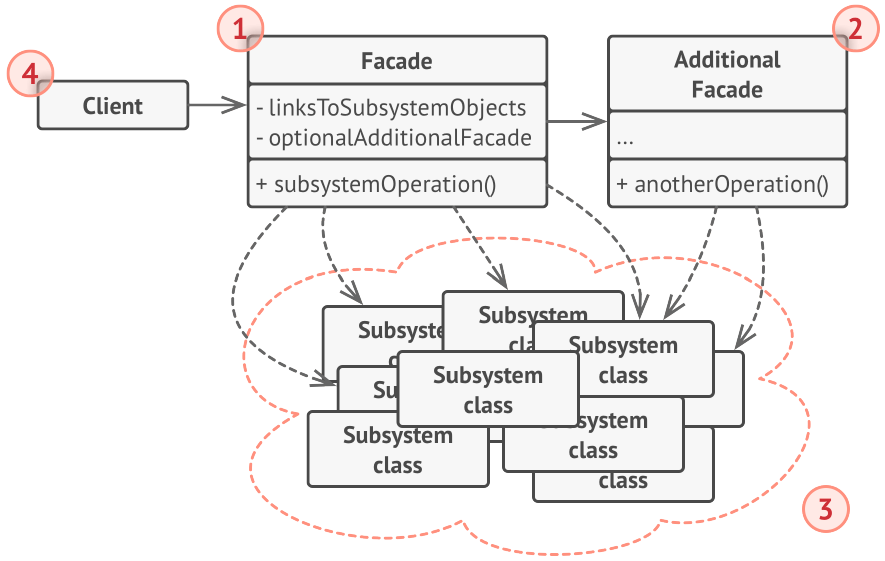 1
2
4
Facade
Additional
Facade
Client
- linksToSubsystemObjects
- optionalAdditionalFacade
...
+ subsystemOperation()
+ anotherOperation()
Subsystem
Subsystem
class
Subsystem
class
Subsystem
class
Subsystem
class
class
3